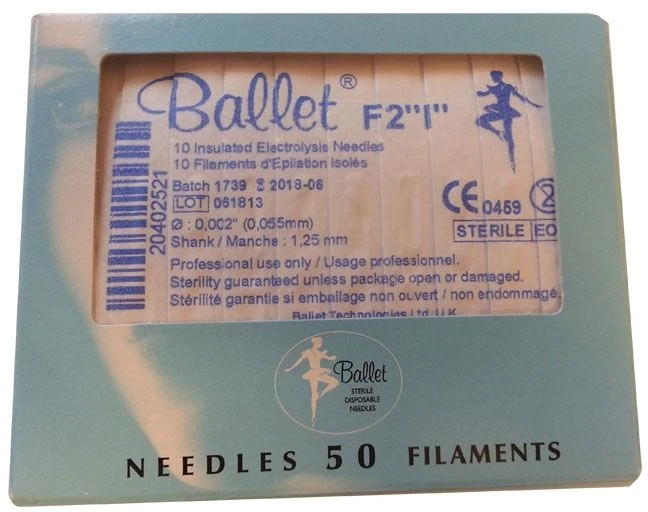 Ballet® F2"I"
10 Insulated Electrolysis Needles
10 Filaments d'Epilation Isolés
Batch 1739 2018-06
LOT 061813
Ø : 0,002" (0,055mm)
Shank / Manche : 1,25 mm
CE 0459
STERILE EO
20402521
Professional use only / Usage professionnel.
Sterility guaranteed unless package open or damaged.
Stérilité garantie si emballage non ouvert / non endommagé.
Ballet Technologies Ltd. U.K.
Ballet
STERILE
DISPOSABLE
NEEDLES
NEEDLES 50 FILAMENTS